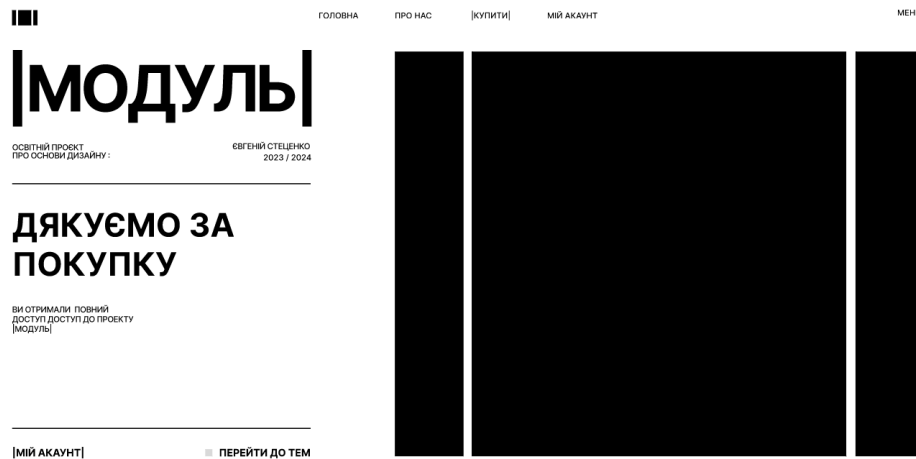 ГОЛОВНА ПРО НАС |КУПИТИ| МІЙ АКАУНТ МЕН
|МОДУЛЬ|
ОСВІТНІЙ ПРОЄКТ
ПРО ОСНОВИ ДИЗАЙНУ :
ЄВГЕНІЙ СТЕЦЕНКО
2023 / 2024
ДЯКУЄМО ЗА
ПОКУПКУ
ВИ ОТРИМАЛИ ПОВНИЙ
ДОСТУП ДОСТУП ДО ПРОЕКТУ
|МОДУЛЬ|
|МІЙ АКАУНТ| ПЕРЕЙТИ ДО ТЕМ